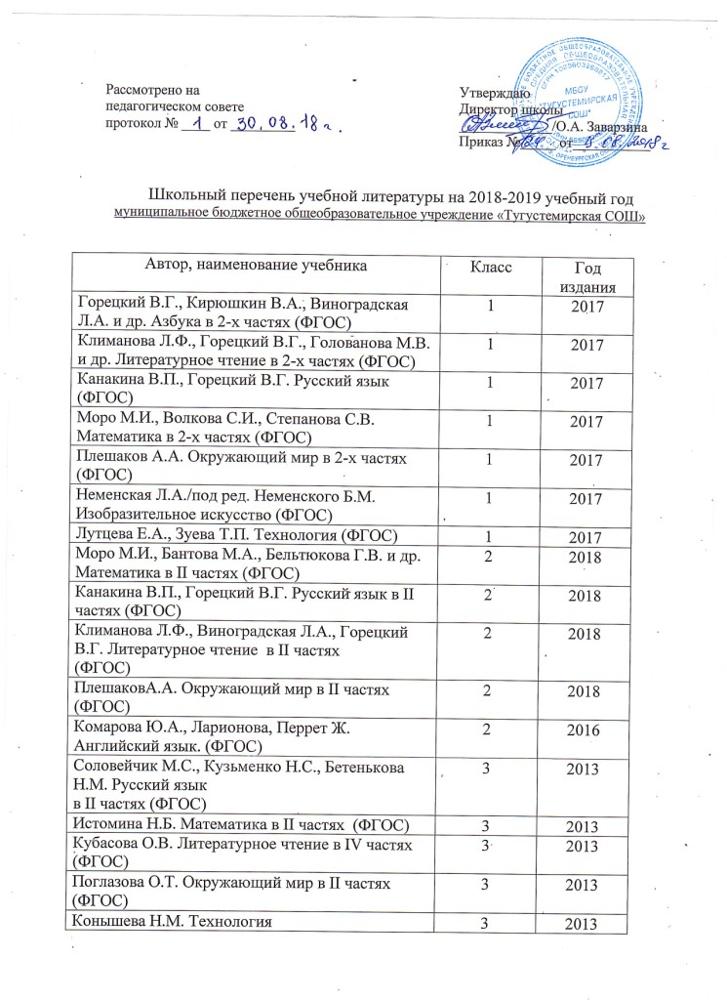 Рассмотрено на
педагогическом совете
протокол № 1 от 30.08.18 г.
Утверждаю
Директор школы
/О.А. Заварзина
Приказ № от 08.2018 г
МБОУ
"ТУГУСТЕМИРСКАЯ
СОШ"
Школьный перечень учебной литературы на 2018-2019 учебный год
муниципальное бюджетное общеобразовательное учреждение «Тугустемирская СОШ»
Автор, наименование учебника Класс Год
издания
Горецкий В.Г., Кирюшкин В.А., Виноградская 1 2017
Л.А. и др. Азбука в 2-х частях (ФГОС)
Климанова Л.Ф., Горецкий В.Г., Голованова М.В. 1 2017
и др. Литературное чтение в 2-х частях (ФГОС)
Канакина В.П., Горецкий В.Г. Русский язык 1 2017
(ФГОС)
Моро М.И., Волкова С.И., Степанова С.В. 1 2017
Математика в 2-х частях (ФГОС)
Плешаков А.А. Окружающий мир в 2-х частях 1 2017
(ФГОС)
Неменская Л.А./под ред. Неменского Б.М. 1 2017
Изобразительное искусство (ФГОС)
Лутцева Е.А., Зуева Т.П. Технология (ФГОС) 1 2017
Моро М.И., Бантова М.А., Бельтюкова Г.В. и др. 2 2018
Математика в II частях (ФГОС)
Канакина В.П., Горецкий В.Г. Русский язык в II 2 2018
частях (ФГОС)
Климанова Л.Ф., Виноградская Л.А., Горецкий 2 2018
В.Г. Литературное чтение в II частях
(ФГОС)
ПлешаковА.А. Окружающий мир в II частях 2 2018
(ФГОС)
Комарова Ю.А., Ларионова, Перрет Ж. 2 2016
Английский язык. (ФГОС)
Соловейчик М.С., Кузьменко Н.С., Бетенькова 3 2013
Н.М. Русский язык
в II частях (ФГОС)
Истомина Н.Б. Математика в II частях (ФГОС) 3 2013
Кубасова О.В. Литературное чтение в IV частях 3 2013
(ФГОС)
Поглазова О.Т. Окружающий мир в II частях 3 2013
(ФГОС)
Конышева Н.М. Технология 3 2013